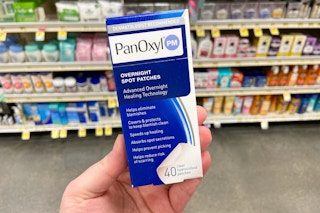 PanOxyl PM
OVERNIGHT
SPOT PATCHES
Advanced Overnight
Healing Technology
Helps eliminate
blemishes
Covers & protects
to keep blemish clean
Speeds up healing
Absorbs spot secretions
Helps prevent picking
Helps reduce risk
of scarring
40